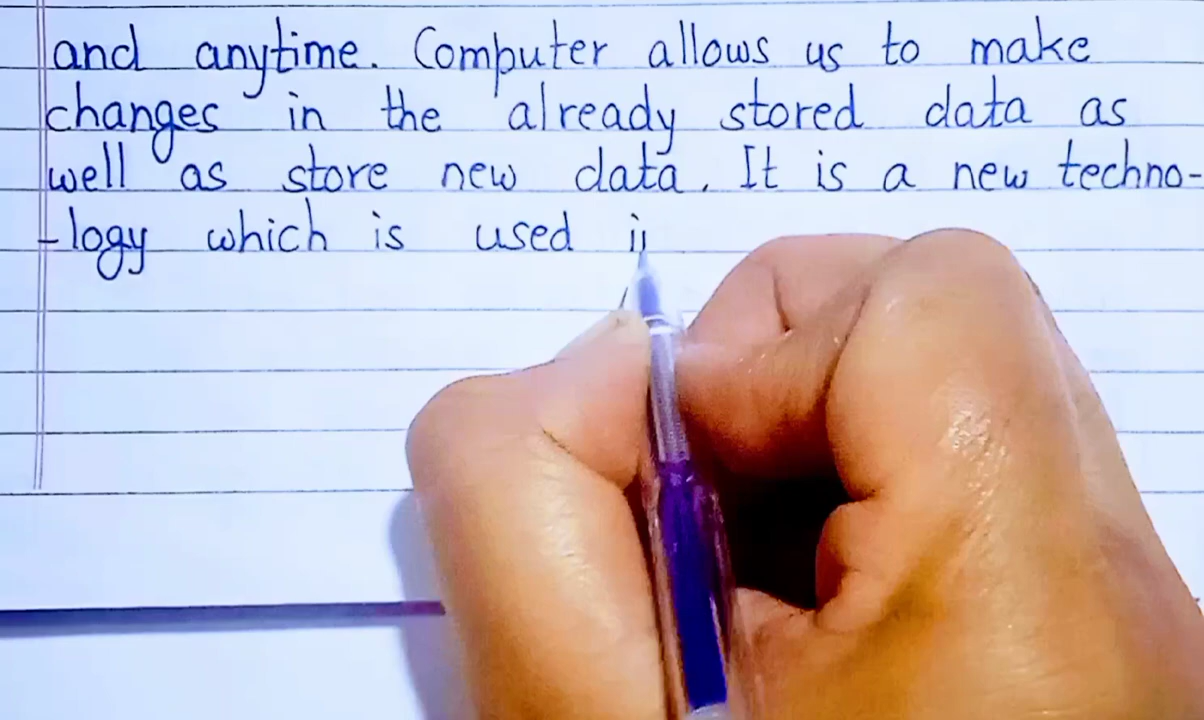 and anytime. Computer allows us to make
changes in the already stored data as
well as store new data. It is a new techno-
-logy which is used